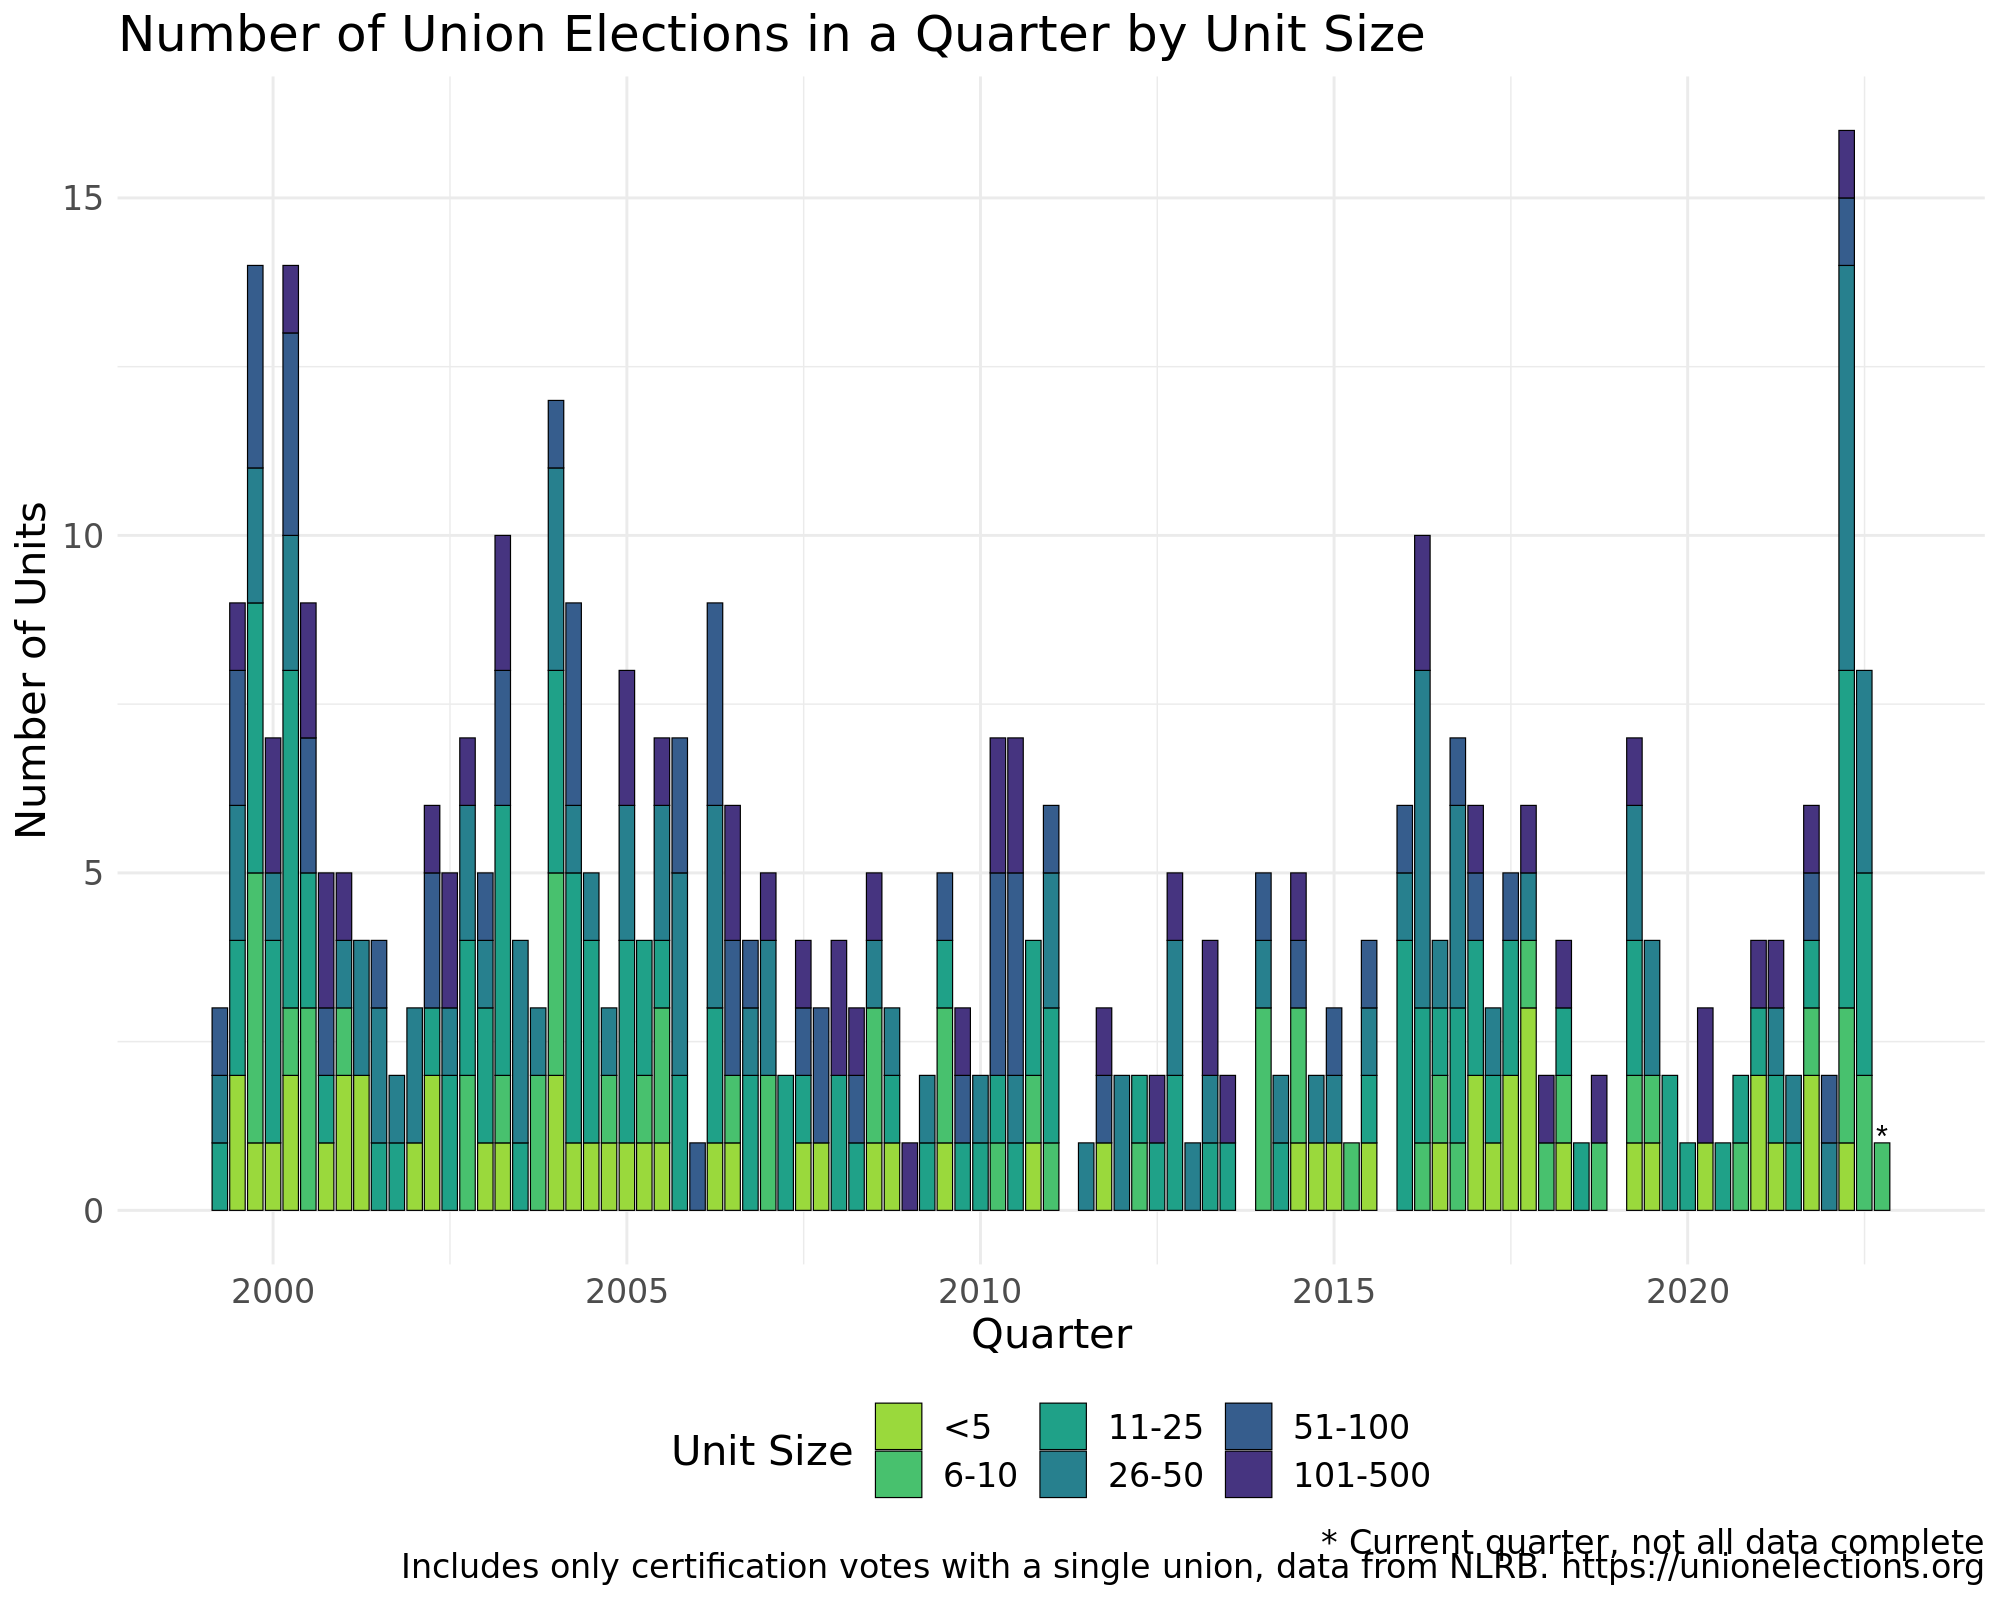 Number of Union Elections in a Quarter by Unit Size
Number of Units
15
10
5
0
*
2000 2005 2010 2015 2020
Quarter
Unit Size
<5 11-25 51-100
6-10 26-50 101-500
* Current quarter, not all data complete
Includes only certification votes with a single union, data from NLRB. https://unionelections.org